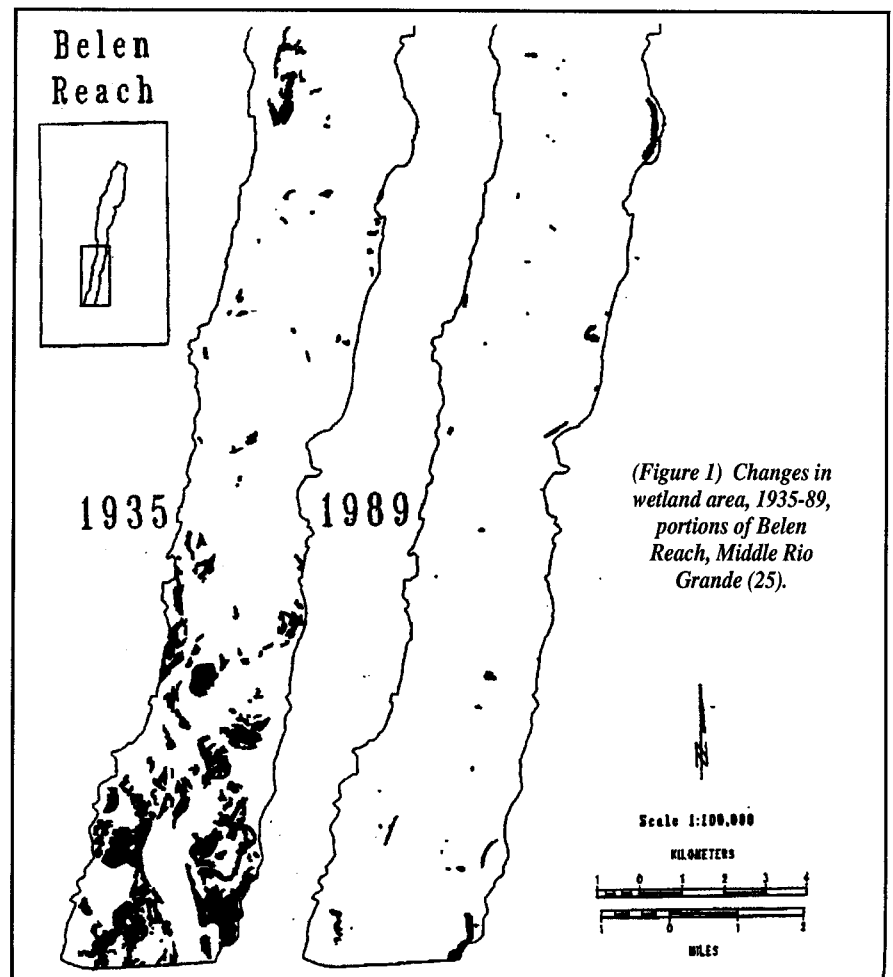 Belen
Reach
1935
1989
(Figure 1) Changes in
wetland area, 1935-89,
portions of Belen
Reach, Middle Rio
Grande (25).
N
Scale 1:100,000
KILOMETERS
1 0 1 2 3 4
1 0 1 2
MILES